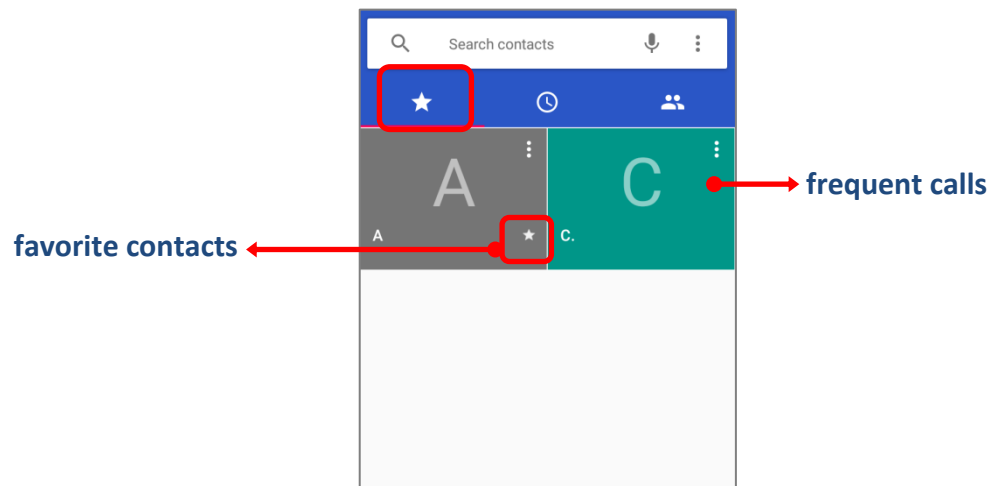 Search contacts
A
C
A
C.
frequent calls
favorite contacts